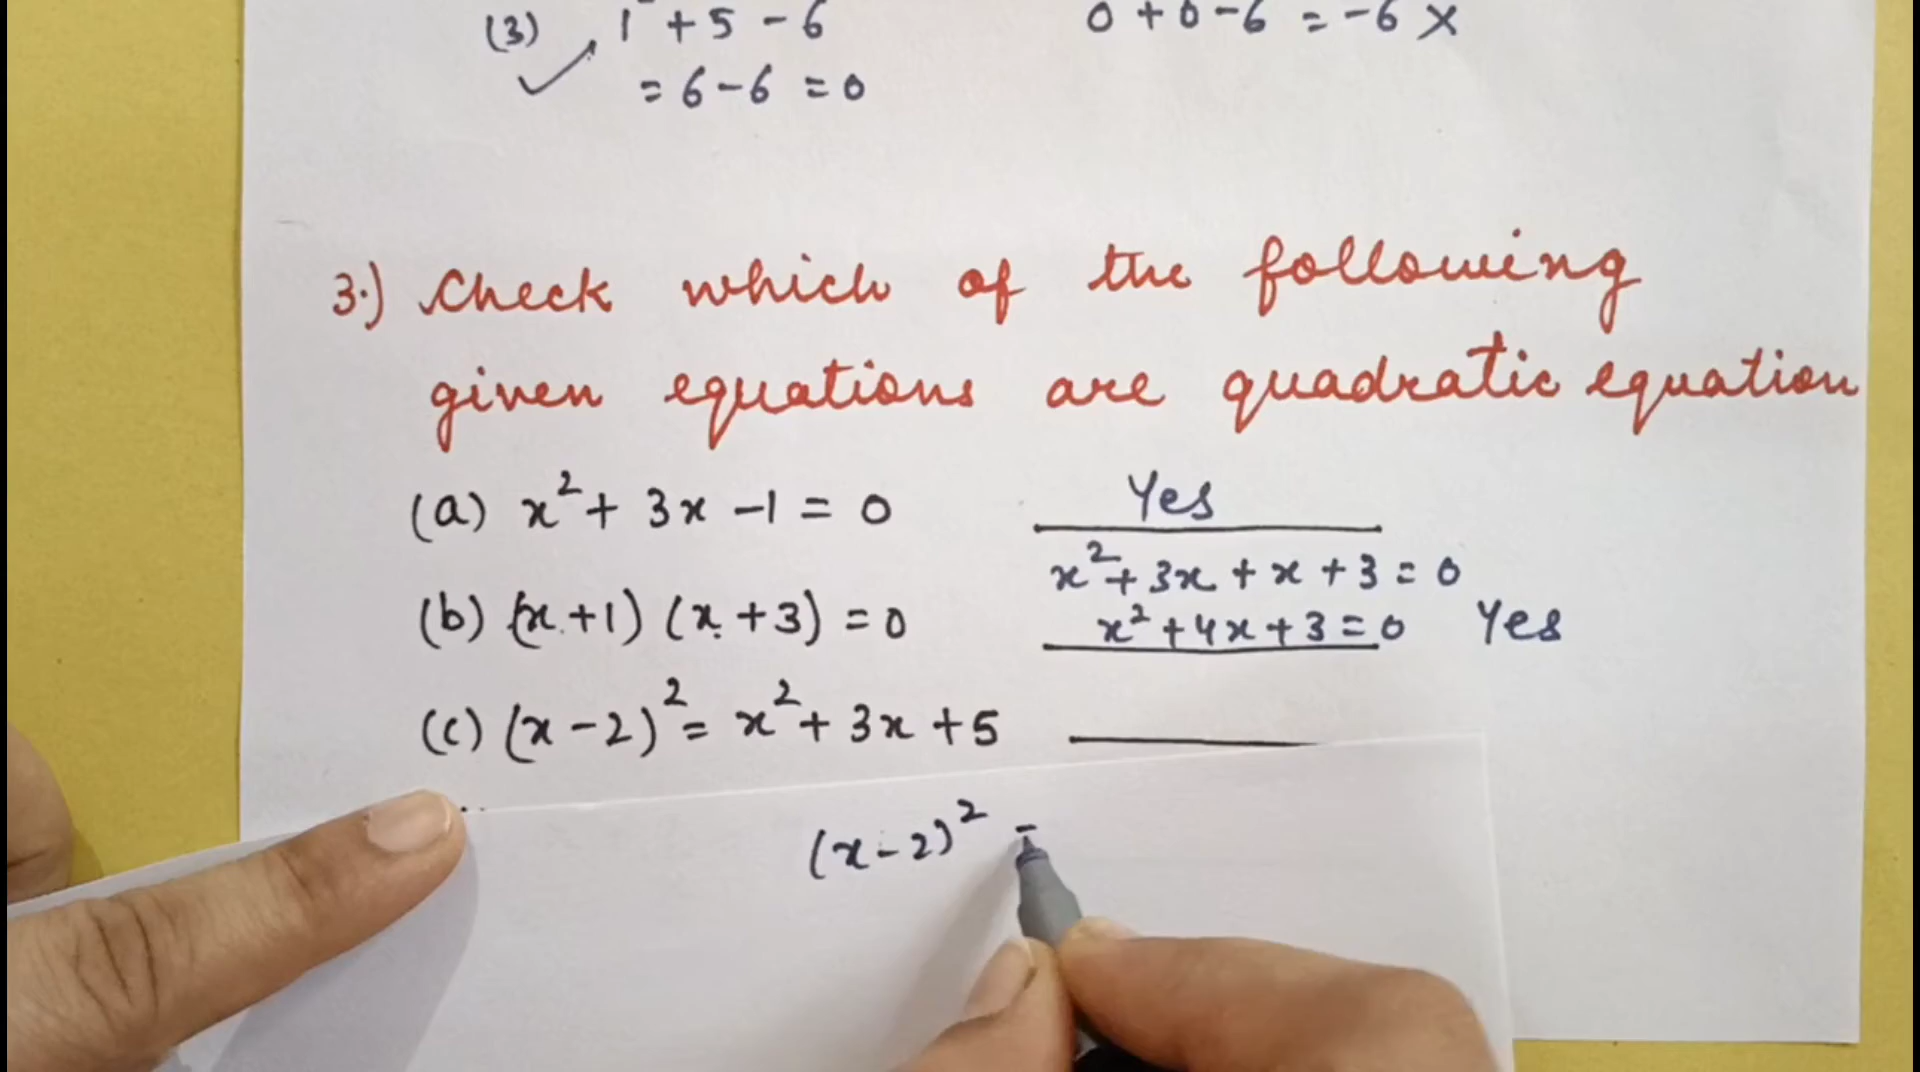 (3) 1 + 5 - 6
= 6 - 6 = 0
0 + 0 - 6 = -6 ×
3.) Check which of the following
given equations are quadratic equation
(a) x² + 3x - 1 = 0 Yes
x² + 3x + x + 3 = 0
(b) (x + 1) (x + 3) = 0 x² + 4x + 3 = 0 Yes
(c) (x - 2)² = x² + 3x + 5
(x - 2)² =